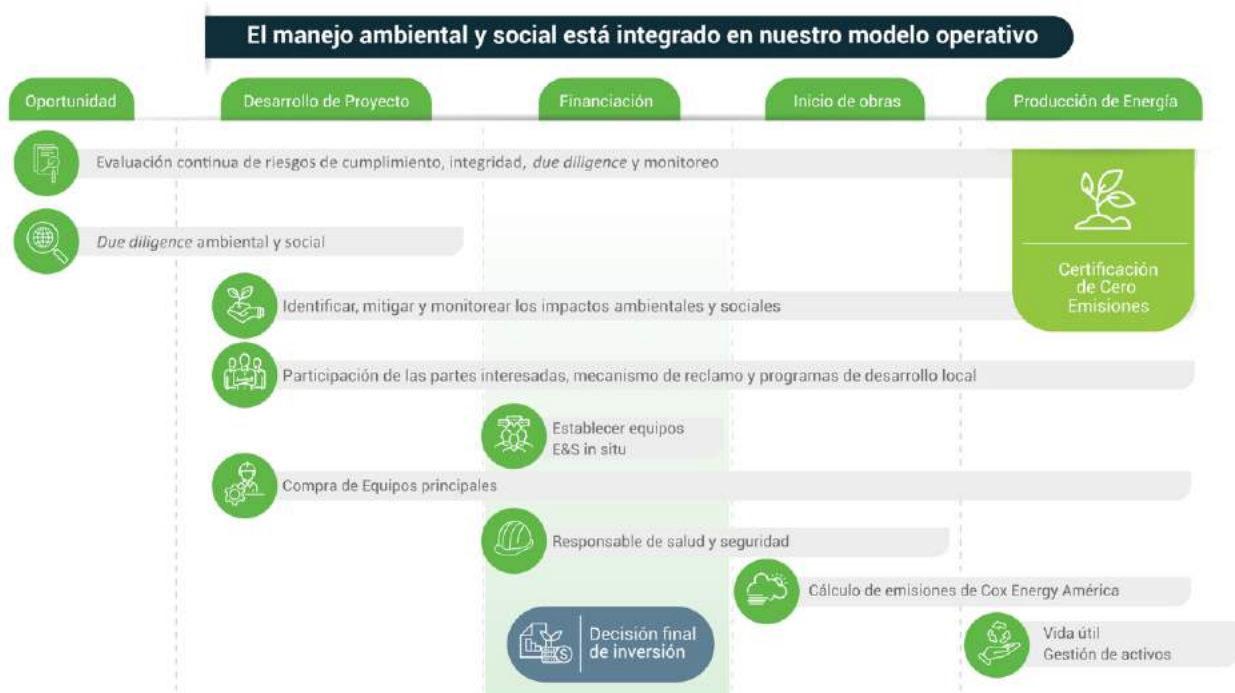 El manejo ambiental y social está integrado en nuestro modelo operativo
Oportunidad
Desarrollo de Proyecto
Financiación
Inicio de obras
Producción de Energía
Evaluación continua de riesgos de cumplimiento, integridad, due diligence y monitoreo
Due diligence ambiental y social
Certificación
de Cero
Emisiones
Identificar, mitigar y monitorear los impactos ambientales y sociales
Participación de las partes interesadas, mecanismo de reclamo y programas de desarrollo local
Establecer equipos
E&S in situ
Compra de Equipos principales
Responsable de salud y seguridad
Cálculo de emisiones de Cox Energy América
Decisión final
de inversión
Vida útil
Gestión de activos